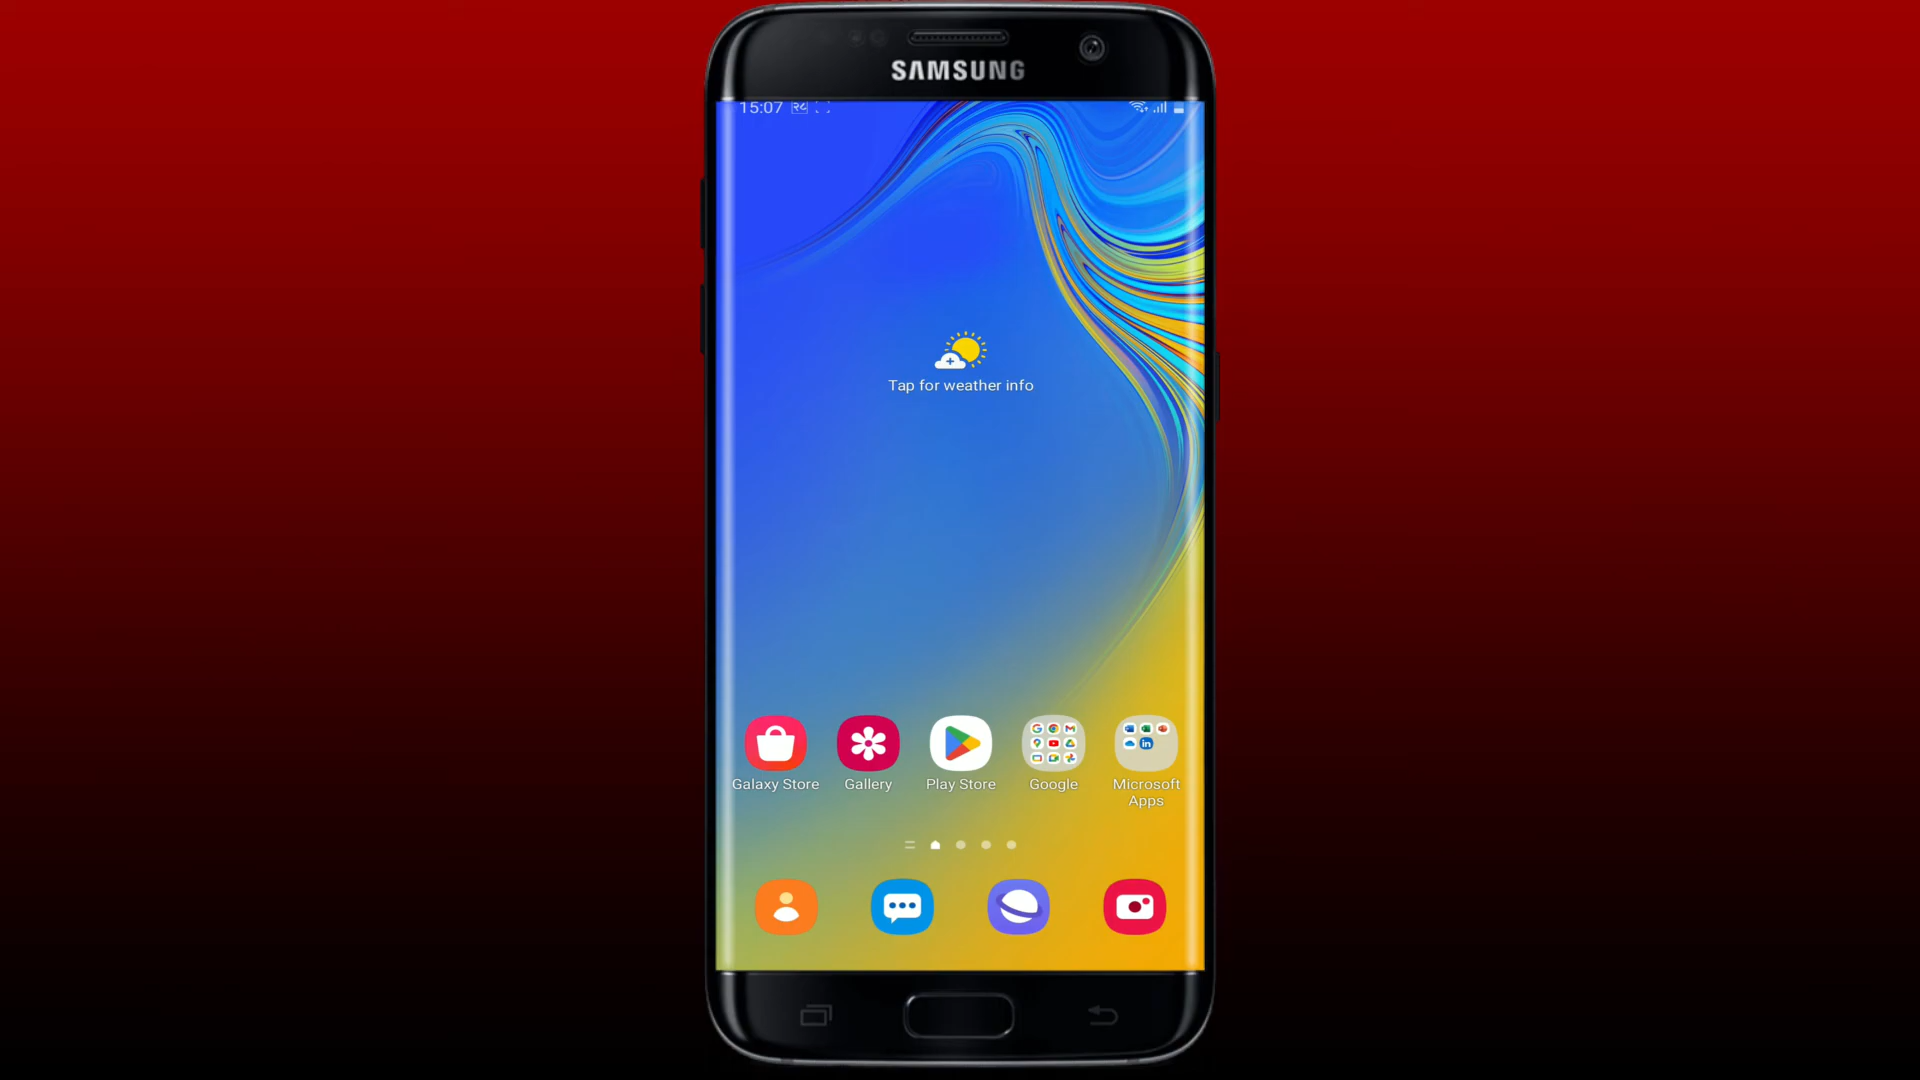 SAMSUNG
15:07
Tap for weather info
Galaxy Store
Gallery
Play Store
Google
Microsoft
Apps